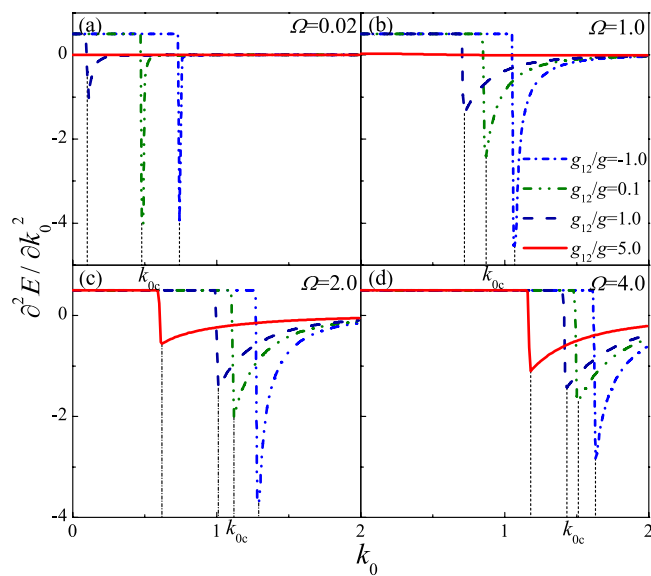 (a) Ω=0.02
(b) Ω=1.0
0
-2
-4
g12/g=-1.0
g12/g=0.1
g12/g=1.0
g12/g=5.0
k0c
k0c
∂²E / ∂k0²
(c) Ω=2.0
(d) Ω=4.0
0
-2
-4
k0c
k0c
0 1 2 1 2
k0